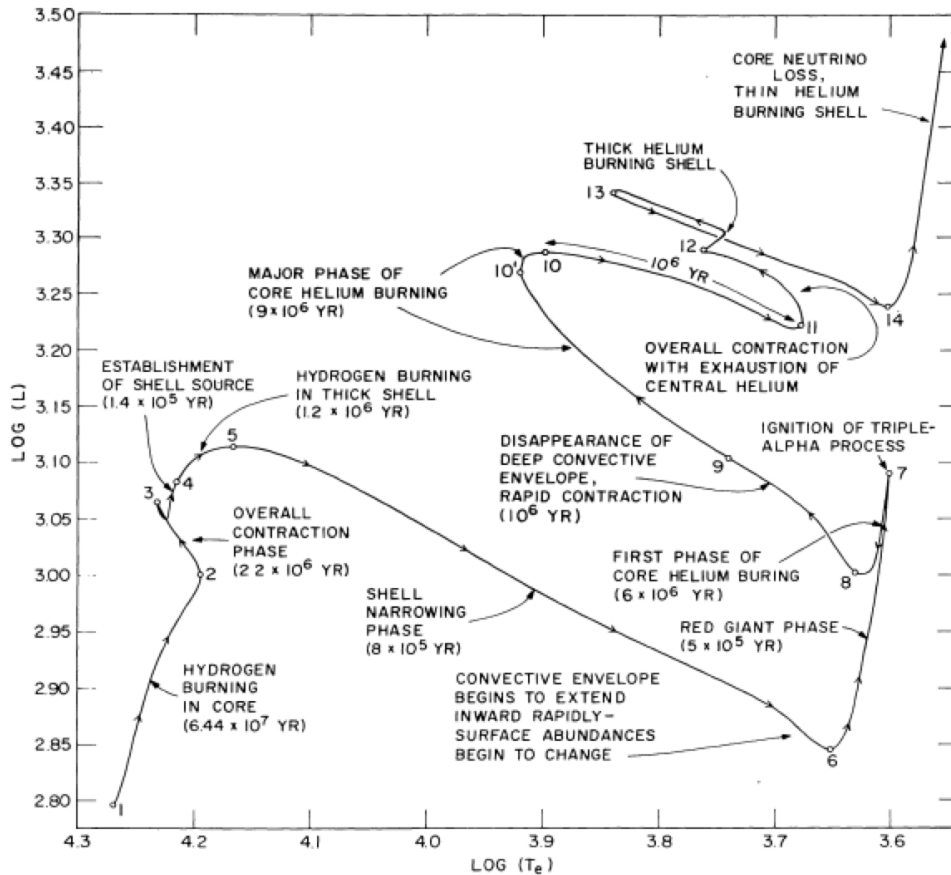 3.50
3.45
3.40
3.35
3.30
3.25
3.20
3.15
3.10
3.05
3.00
2.95
2.90
2.85
2.80
LOG (L)
4.3
4.2
4.1
4.0
3.9
3.8
3.7
3.6
LOG (Te)
CORE NEUTRINO
LOSS,
THIN HELIUM
BURNING SHELL
THICK HELIUM
BURNING SHELL
13
12
10
10'
10⁶ YR
11
14
MAJOR PHASE OF
CORE HELIUM BURNING
(9 x 10⁶ YR)
OVERALL CONTRACTION
WITH EXHAUSTION OF
CENTRAL HELIUM
ESTABLISHMENT
OF SHELL SOURCE
(1.4 x 10⁵ YR)
HYDROGEN BURNING
IN THICK SHELL
(1.2 x 10⁶ YR)
5
4
3
IGNITION OF TRIPLE-
ALPHA PROCESS
7
DISAPPEARANCE OF
DEEP CONVECTIVE
ENVELOPE,
RAPID CONTRACTION
(10⁶ YR)
9
OVERALL
CONTRACTION
PHASE
(2.2 x 10⁶ YR)
2
FIRST PHASE OF
CORE HELIUM BURING
(6 x 10⁶ YR)
8
SHELL
NARROWING
PHASE
(8 x 10⁵ YR)
RED GIANT PHASE
(5 x 10⁵ YR)
HYDROGEN
BURNING
IN CORE
(6.44 x 10⁷ YR)
CONVECTIVE ENVELOPE
BEGINS TO EXTEND
INWARD RAPIDLY–
SURFACE ABUNDANCES
BEGIN TO CHANGE
6
1